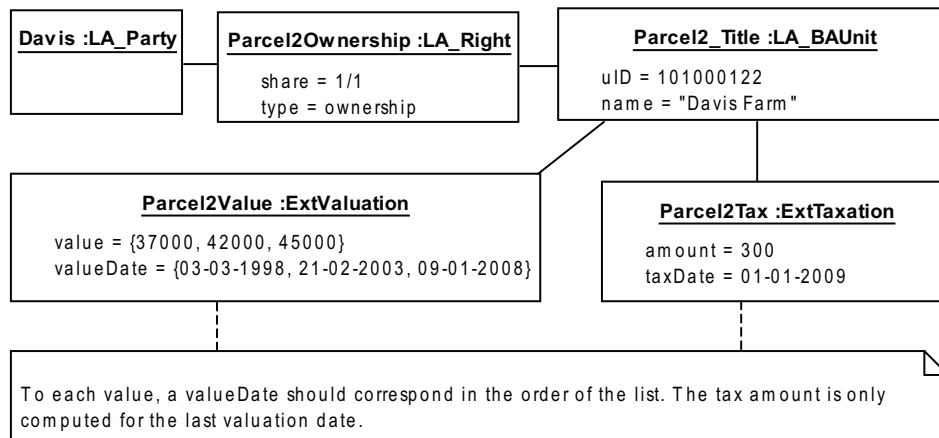 Davis :LA_Party
Parcel2Ownership :LA_Right
share = 1/1
type = ownership
Parcel2_Title :LA_BAUnit
uID = 101000122
name = "Davis Farm"
Parcel2Value :ExtValuation
value = {37000, 42000, 45000}
valueDate = {03-03-1998, 21-02-2003, 09-01-2008}
Parcel2Tax :ExtTaxation
amount = 300
taxDate = 01-01-2009
To each value, a valueDate should correspond in the order of the list. The tax amount is only
computed for the last valuation date.